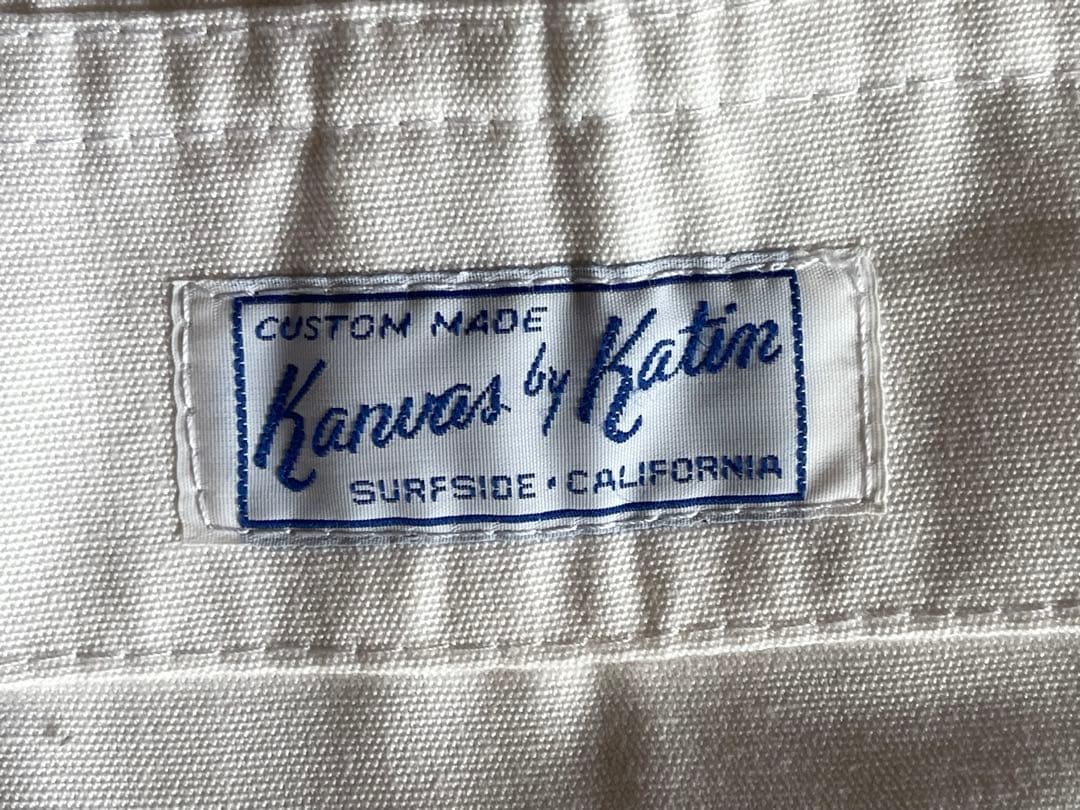 CUSTOM MADE
Kanvas by Katin
SURFSIDE · CALIFORNIA